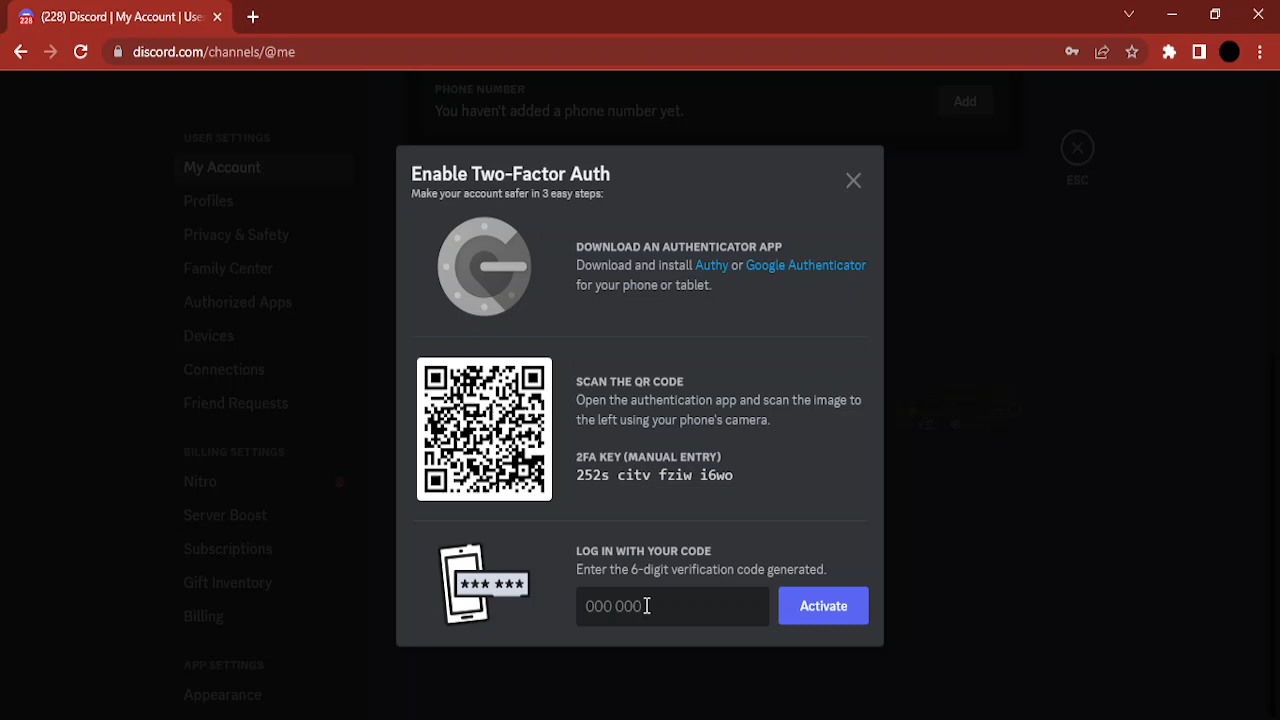 228
(228) Discord | My Account | Use
discord.com/channels/@me
PHONE NUMBER
You haven't added a phone number yet.
Add
USER SETTINGS
My Account
Profiles
Privacy & Safety
Family Center
Authorized Apps
Devices
Connections
Friend Requests
BILLING SETTINGS
Nitro
Server Boost
Subscriptions
Gift Inventory
Billing
APP SETTINGS
Appearance
ESC
Enable Two-Factor Auth
Make your account safer in 3 easy steps:
DOWNLOAD AN AUTHENTICATOR APP
Download and install Authy or Google Authenticator
for your phone or tablet.
SCAN THE QR CODE
Open the authentication app and scan the image to
the left using your phone's camera.
2FA KEY (MANUAL ENTRY)
252s citv fziw i6wo
*** ***
LOG IN WITH YOUR CODE
Enter the 6-digit verification code generated.
000 000
Activate